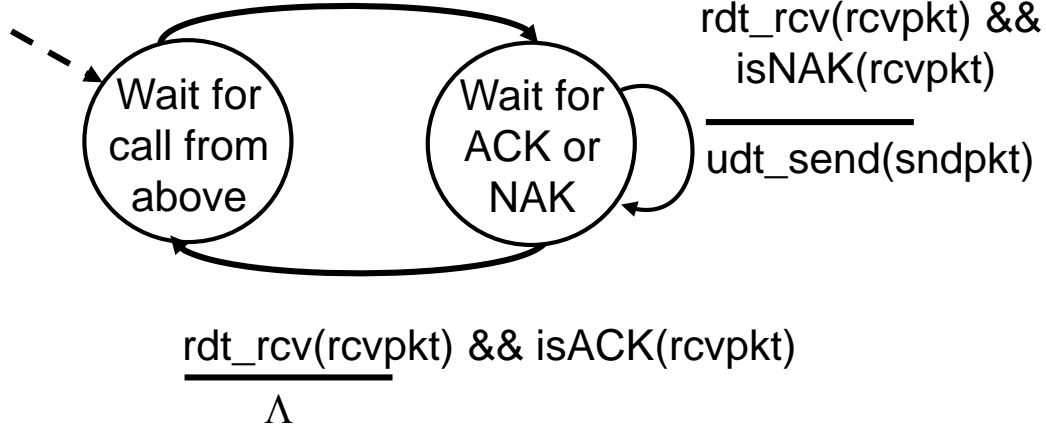 rdt_rcv(rcvpkt) &&
isNAK(rcvpkt)
udt_send(sndpkt)
Wait for
call from
above
Wait for
ACK or
NAK
rdt_rcv(rcvpkt) && isACK(rcvpkt)
Λ